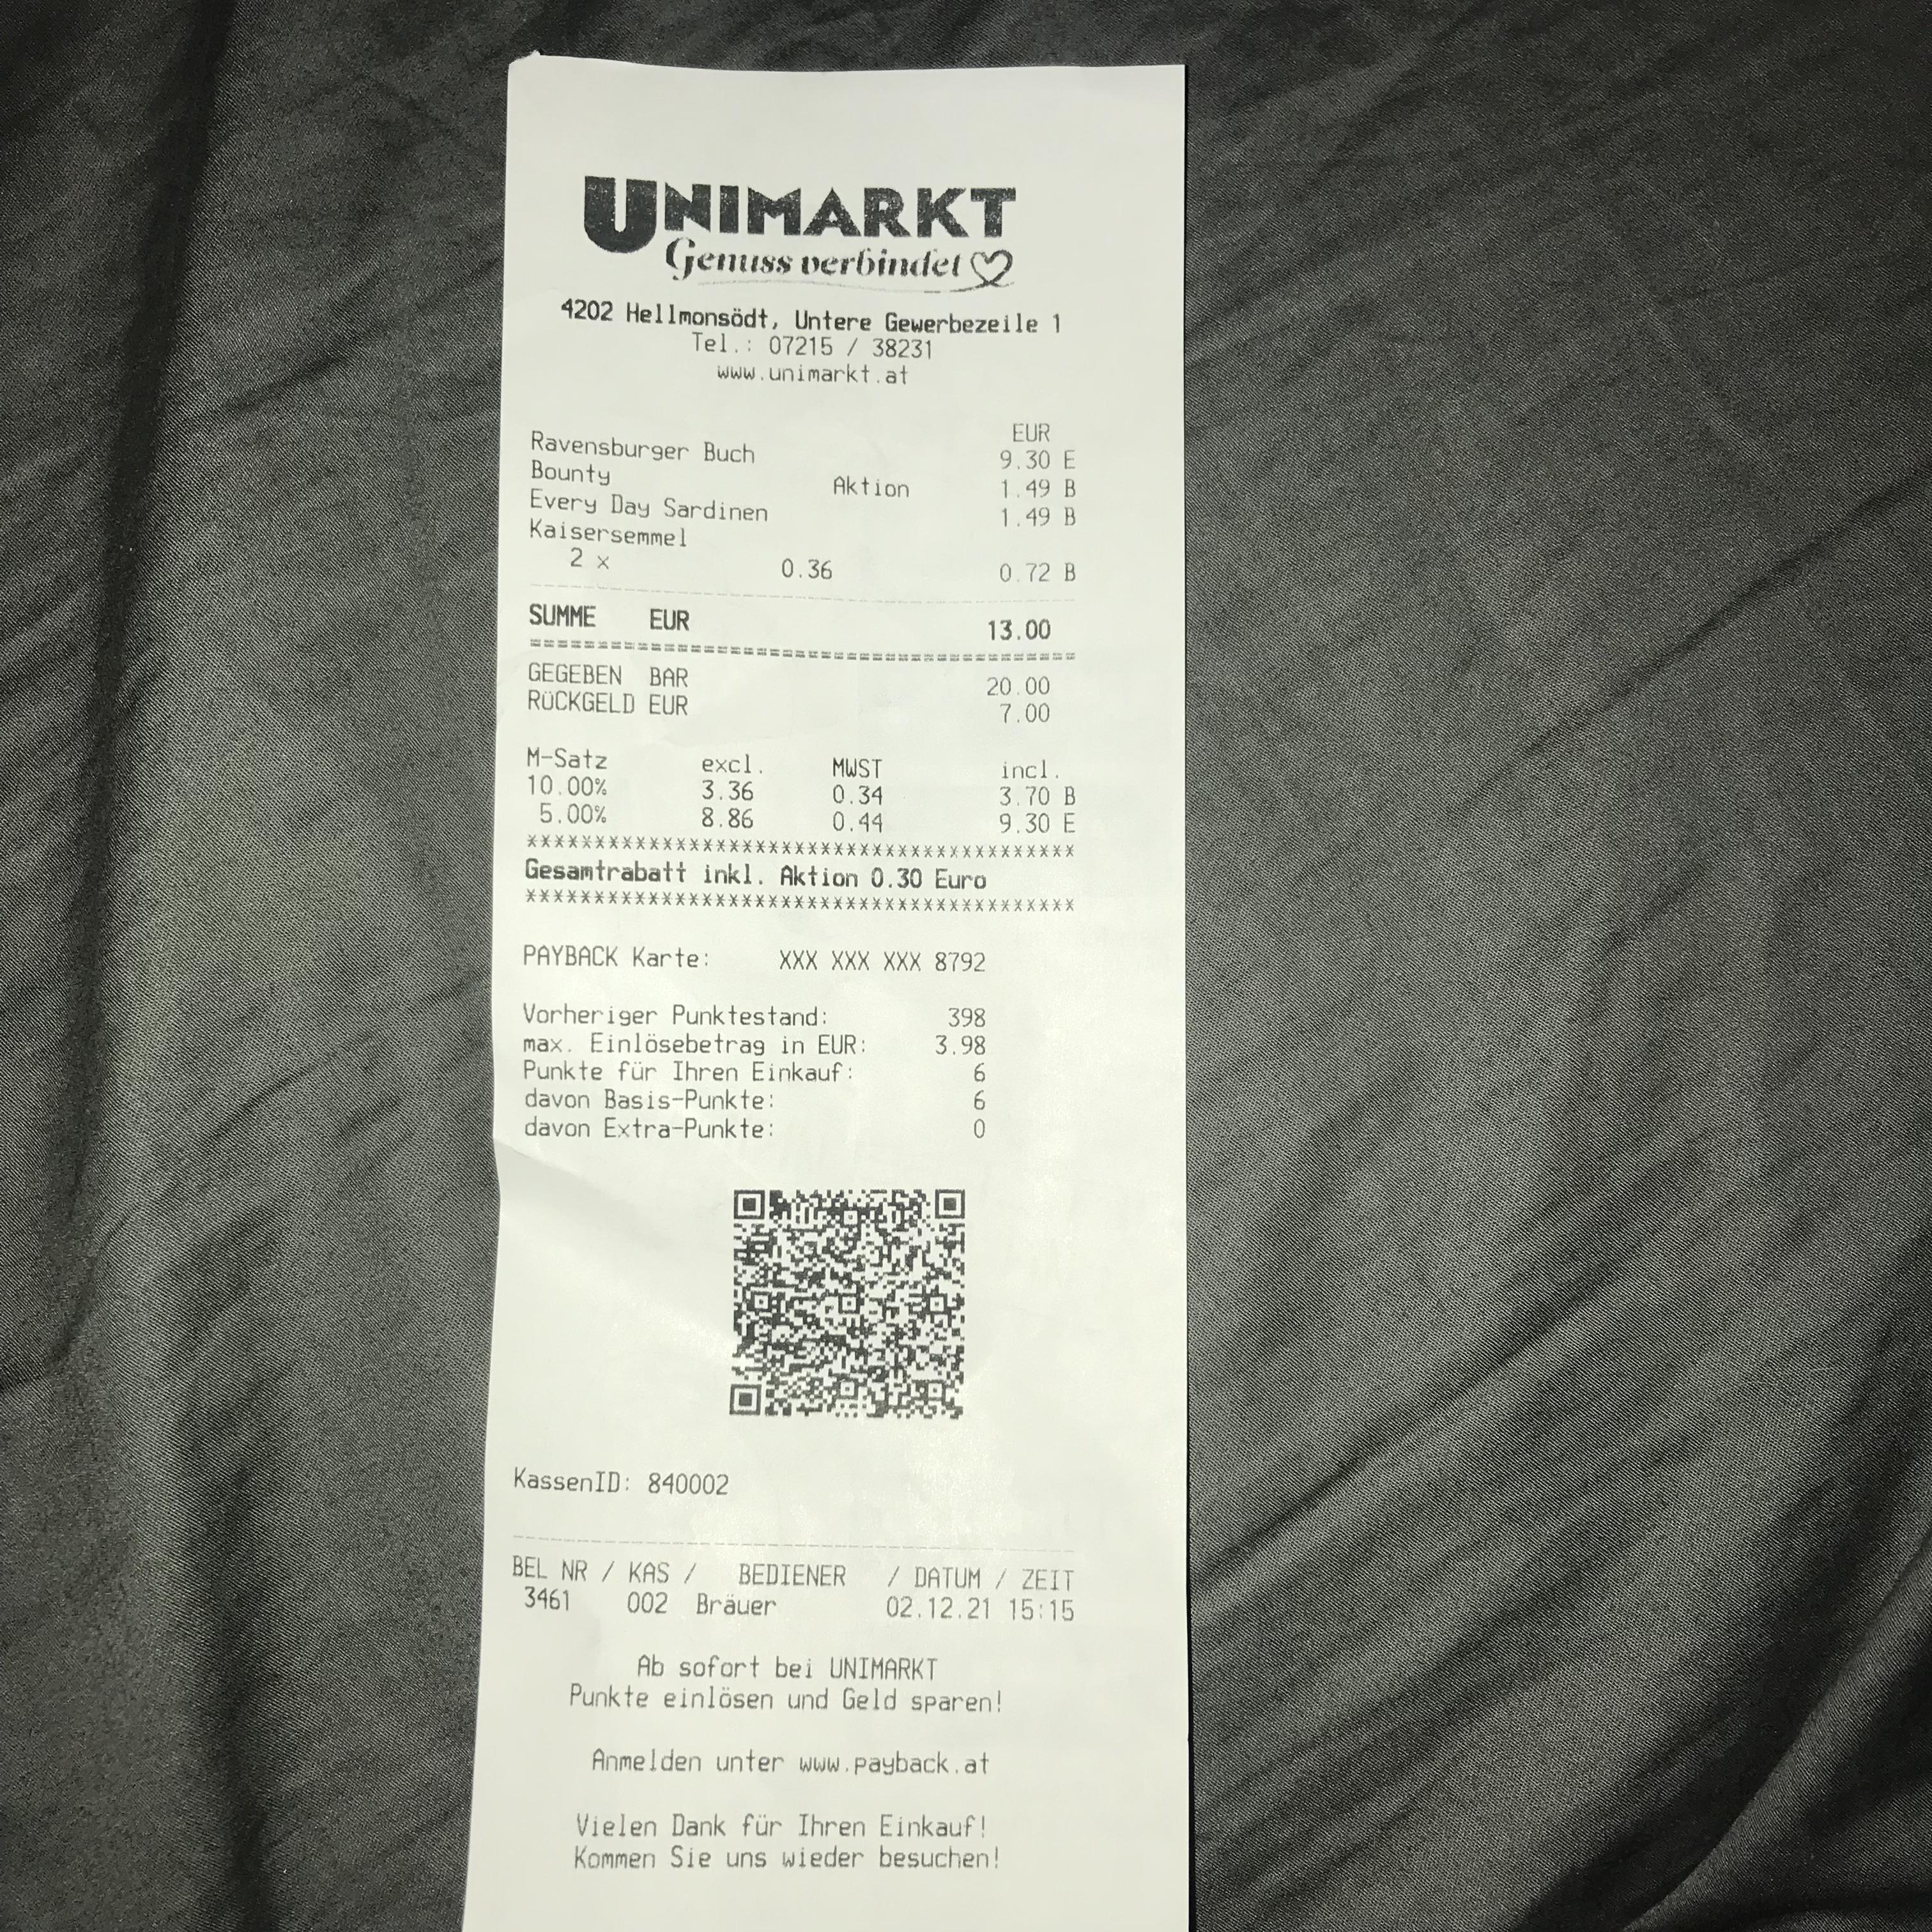 UNIMARKT
Genuss verbindet
4202 Hellmonsödt, Untere Gewerbezeile 1
Tel.: 07215 / 38231
www.unimarkt.at
EUR
Ravensburger Buch 9.30 E
Bounty Aktion 1.49 B
Every Day Sardinen 1.49 B
Kaisersemmel
2 x 0.36 0.72 B
SUMME EUR 13.00
GEGEBEN BAR 20.00
RÜCKGELD EUR 7.00
M-Satz excl. MWST incl.
10.00% 3.36 0.34 3.70 B
5.00% 8.86 0.44 9.30 E
*****************************************
Gesamtrabatt inkl. Aktion 0.30 Euro
*****************************************
PAYBACK Karte: XXX XXX XXX 8792
Vorheriger Punktestand: 398
max. Einlösebetrag in EUR: 3.98
Punkte für Ihren Einkauf: 6
davon Basis-Punkte: 6
davon Extra-Punkte: 0
KassenID: 840002
BEL NR / KAS / BEDIENER / DATUM / ZEIT
3461 002 Bräuer 02.12.21 15:15
Ab sofort bei UNIMARKT
Punkte einlösen und Geld sparen!
Anmelden unter www.payback.at
Vielen Dank für Ihren Einkauf!
Kommen Sie uns wieder besuchen!